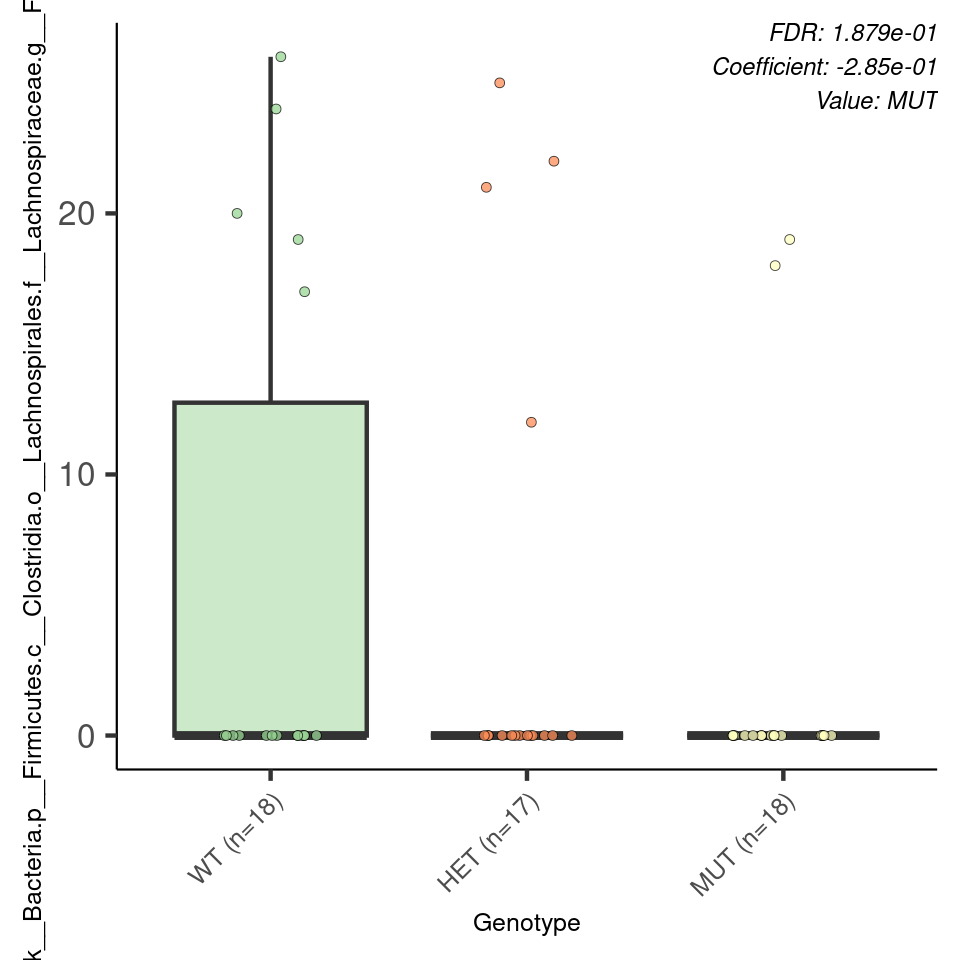 FDR: 1.879e-01
Coefficient: -2.85e-01
Value: MUT
k__Bacteria.p__Firmicutes.c__Clostridia.o__Lachnospirales.f__Lachnospiraceae.g__F
20
10
0
WT (n=18)
HET (n=17)
MUT (n=18)
Genotype